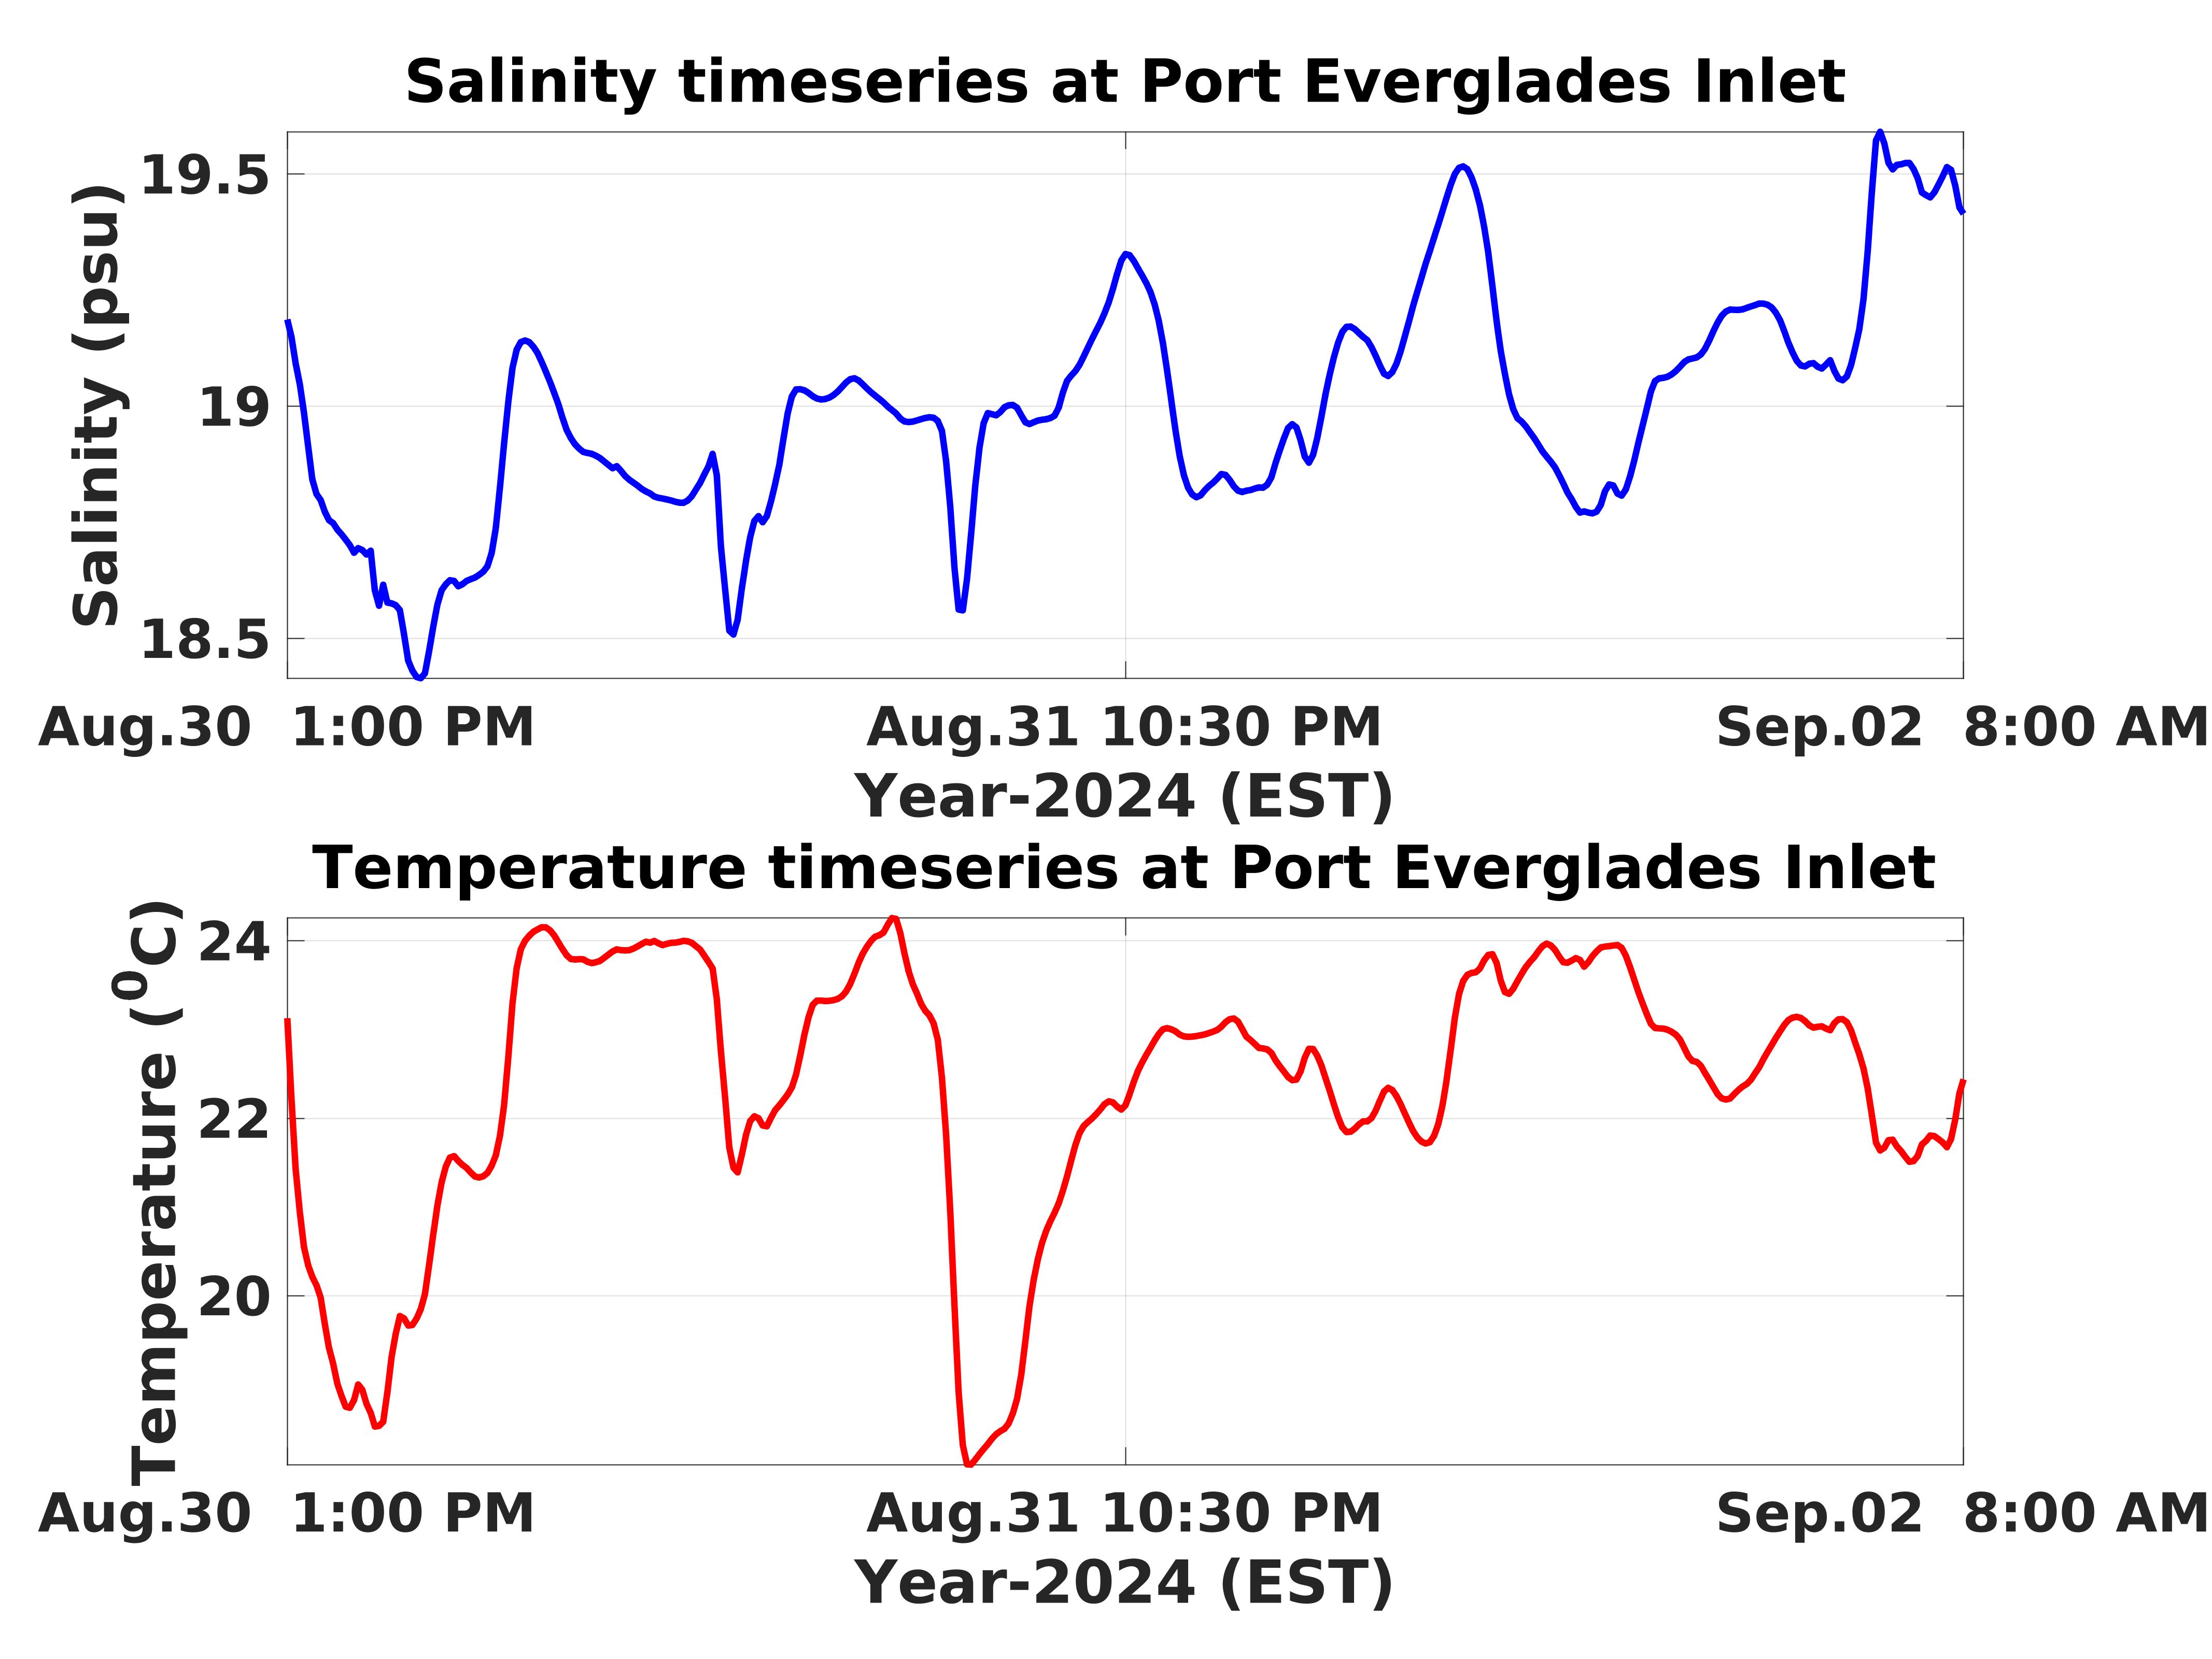 Salinity timeseries at Port Everglades Inlet
Salinity (psu)
19.5
19
18.5
Aug.30 1:00 PM Aug.31 10:30 PM Sep.02 8:00 AM
Year-2024 (EST)
Temperature timeseries at Port Everglades Inlet
Temperature (⁰C)
24
22
20
Aug.30 1:00 PM Aug.31 10:30 PM Sep.02 8:00 AM
Year-2024 (EST)